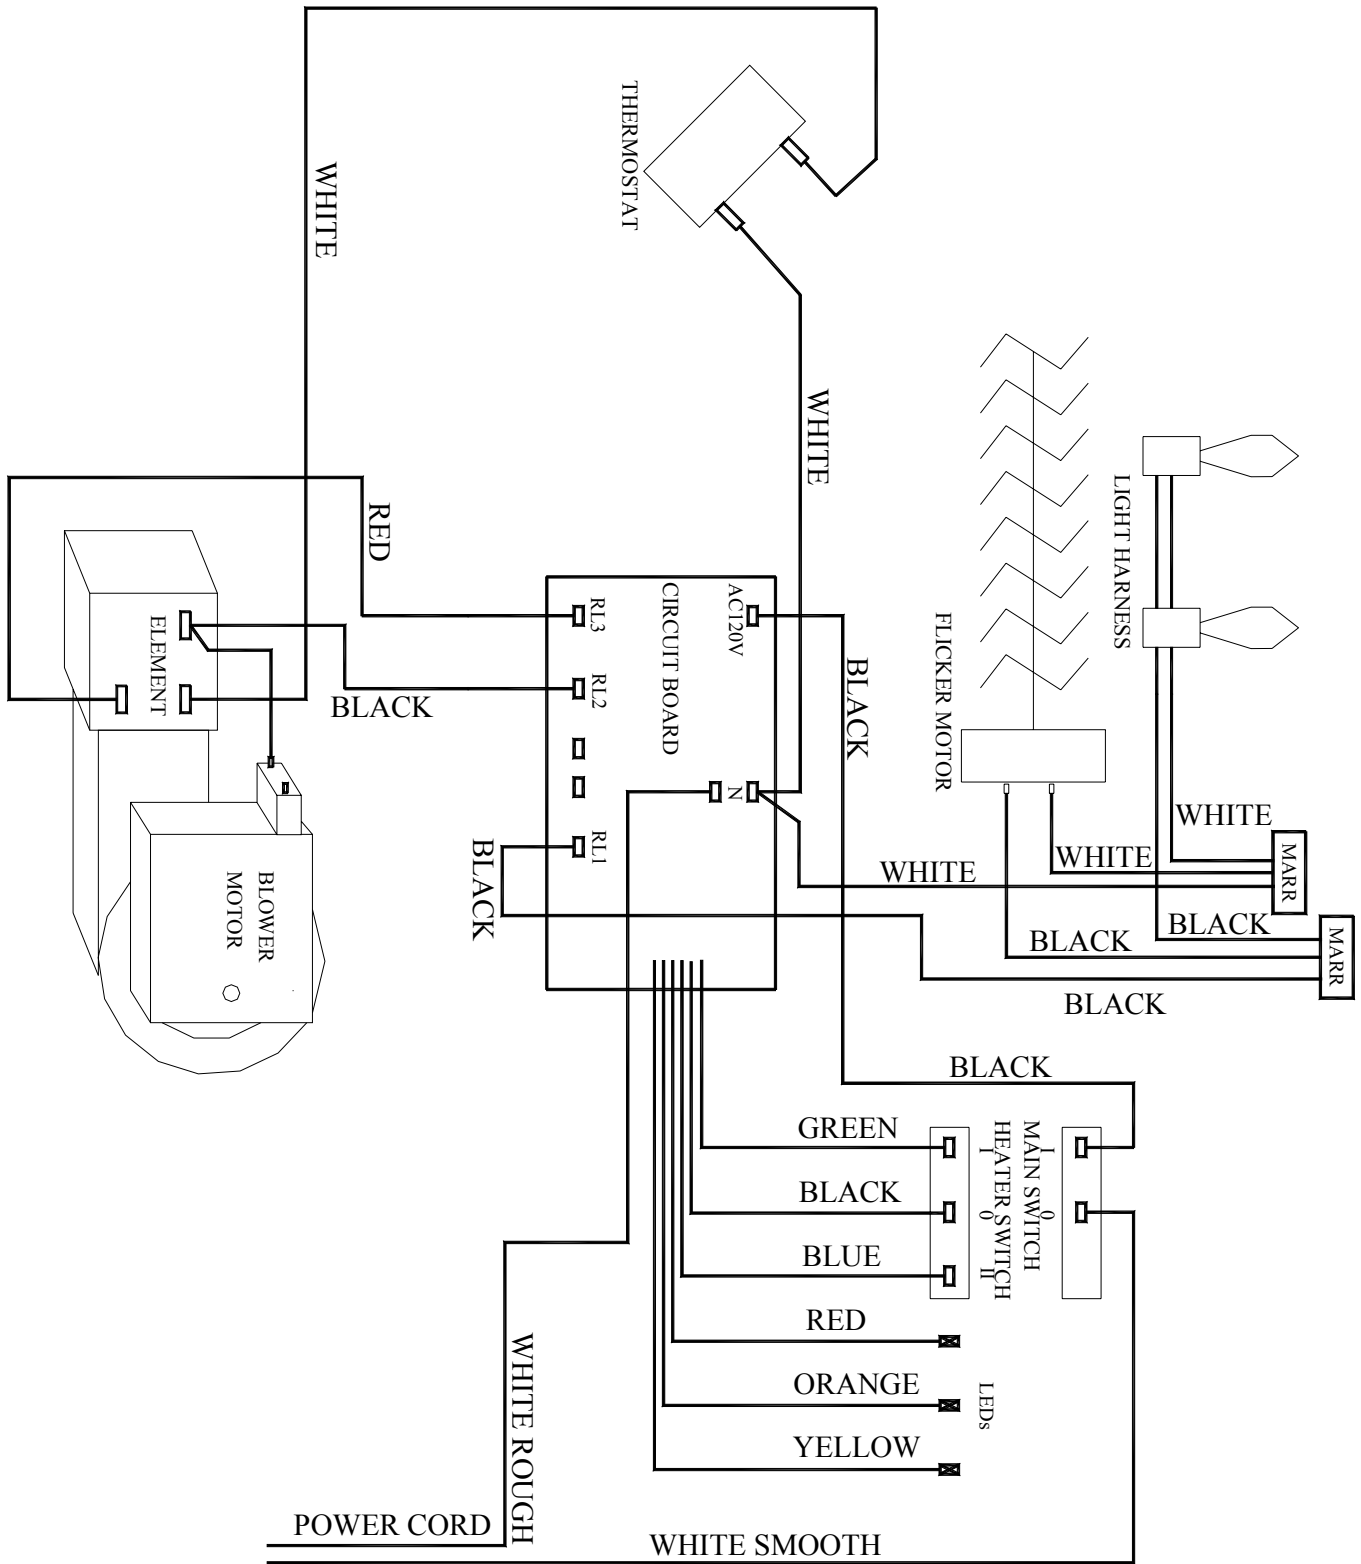 WHITE
THERMOSTAT
WHITE
LIGHT HARNESS
RED
FLICKER MOTOR
ELEMENT
BLACK
RL3
RL2
RL1
CIRCUIT BOARD
AC120V
N
BLACK
WHITE
MARR
WHITE
WHITE
BLACK
BLACK
MARR
BLACK
BLACK
BLOWER
MOTOR
BLACK
GREEN
BLACK
BLUE
RED
ORANGE
YELLOW
I 0
MAIN SWITCH
HEATER SWITCH
I 0 II
LEDs
WHITE ROUGH
POWER CORD
WHITE SMOOTH